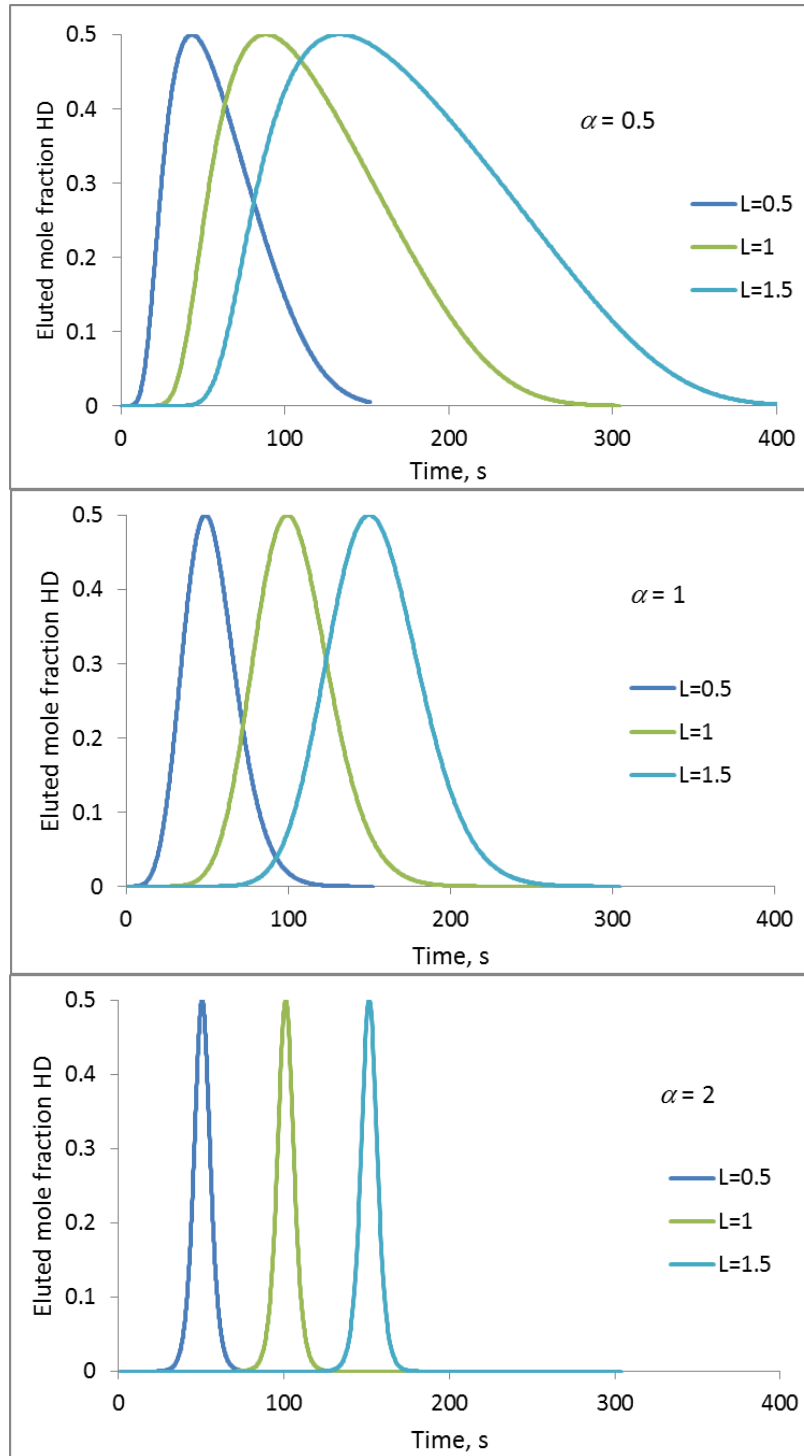 0.5
0.4
0.3
0.2
0.1
0
Eluted mole fraction HD
α = 0.5
L=0.5
L=1
L=1.5
0 100 200 300 400
Time, s
0.5
0.4
0.3
0.2
0.1
0
Eluted mole fraction HD
α = 1
L=0.5
L=1
L=1.5
0 100 200 300 400
Time, s
0.5
0.4
0.3
0.2
0.1
0
Eluted mole fraction HD
α = 2
L=0.5
L=1
L=1.5
0 100 200 300 400
Time, s